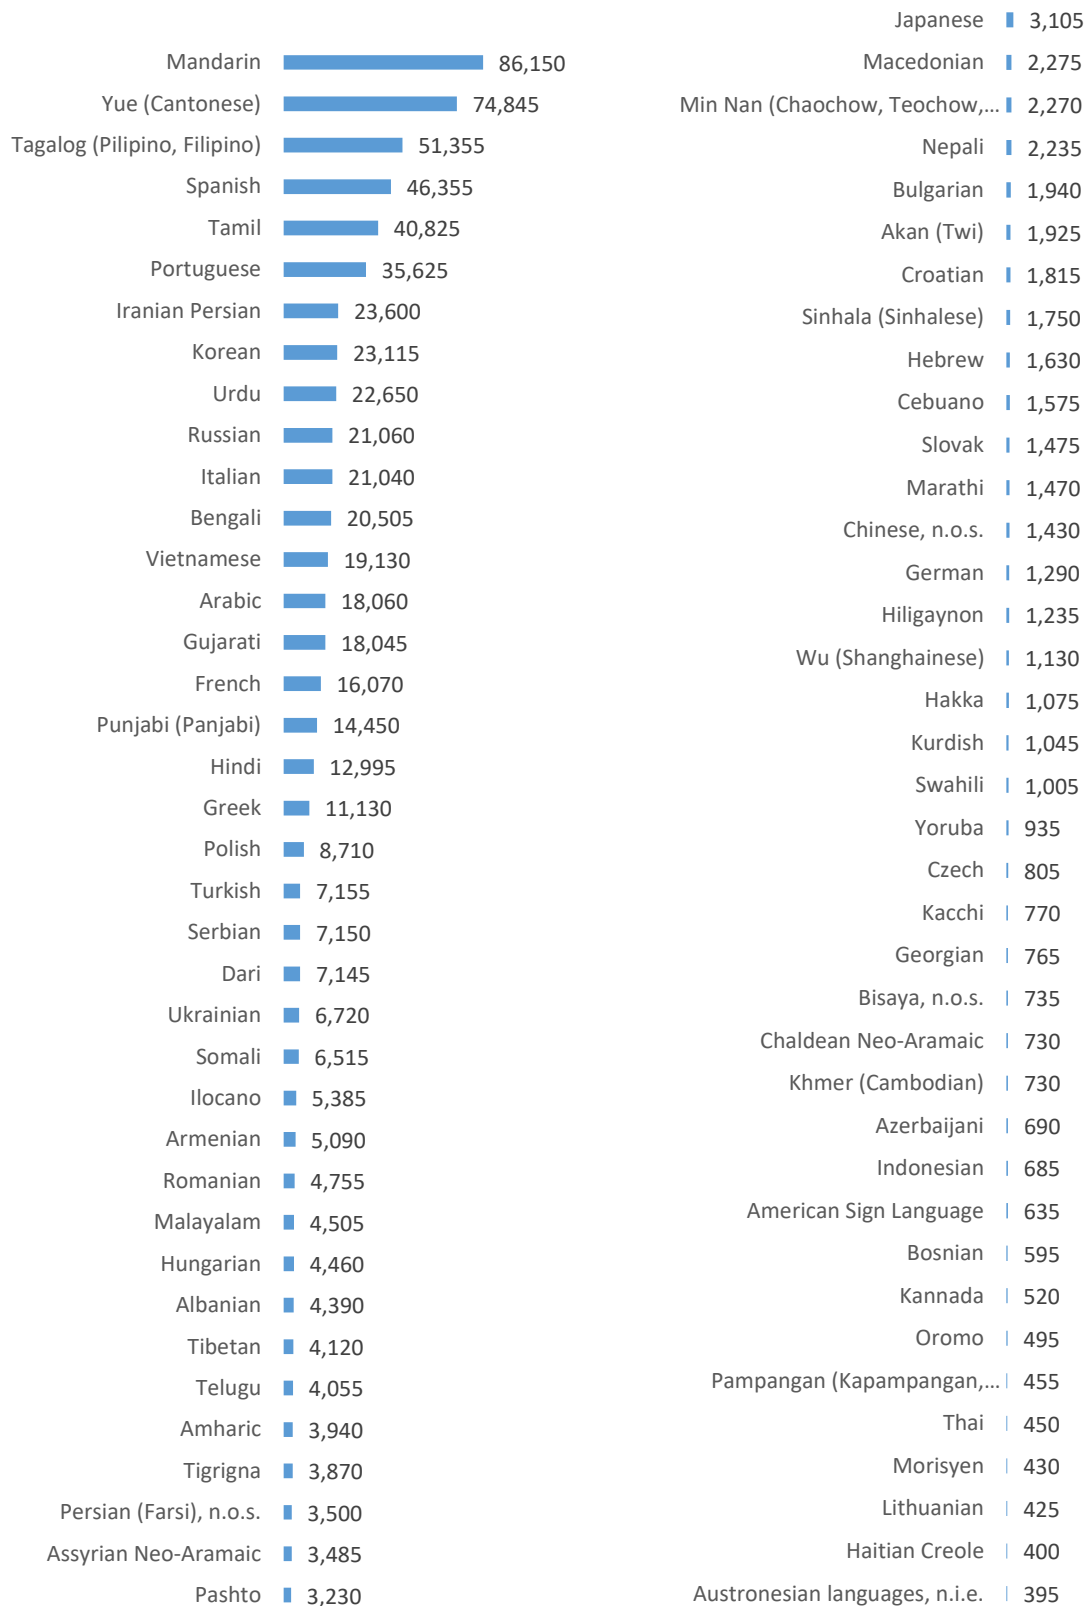 Mandarin 86,150
Yue (Cantonese) 74,845
Tagalog (Pilipino, Filipino) 51,355
Spanish 46,355
Tamil 40,825
Portuguese 35,625
Iranian Persian 23,600
Korean 23,115
Urdu 22,650
Russian 21,060
Italian 21,040
Bengali 20,505
Vietnamese 19,130
Arabic 18,060
Gujarati 18,045
French 16,070
Punjabi (Panjabi) 14,450
Hindi 12,995
Greek 11,130
Polish 8,710
Turkish 7,155
Serbian 7,150
Dari 7,145
Ukrainian 6,720
Somali 6,515
Ilocano 5,385
Armenian 5,090
Romanian 4,755
Malayalam 4,505
Hungarian 4,460
Albanian 4,390
Tibetan 4,120
Telugu 4,055
Amharic 3,940
Tigrigna 3,870
Persian (Farsi), n.o.s. 3,500
Assyrian Neo-Aramaic 3,485
Pashto 3,230
Japanese 3,105
Macedonian 2,275
Min Nan (Chaochow, Teochow,... 2,270
Nepali 2,235
Bulgarian 1,940
Akan (Twi) 1,925
Croatian 1,815
Sinhala (Sinhalese) 1,750
Hebrew 1,630
Cebuano 1,575
Slovak 1,475
Marathi 1,470
Chinese, n.o.s. 1,430
German 1,290
Hiligaynon 1,235
Wu (Shanghainese) 1,130
Hakka 1,075
Kurdish 1,045
Swahili 1,005
Yoruba 935
Czech 805
Kacchi 770
Georgian 765
Bisaya, n.o.s. 735
Chaldean Neo-Aramaic 730
Khmer (Cambodian) 730
Azerbaijani 690
Indonesian 685
American Sign Language 635
Bosnian 595
Kannada 520
Oromo 495
Pampangan (Kapampangan,... 455
Thai 450
Morisyen 430
Lithuanian 425
Haitian Creole 400
Austronesian languages, n.i.e. 395